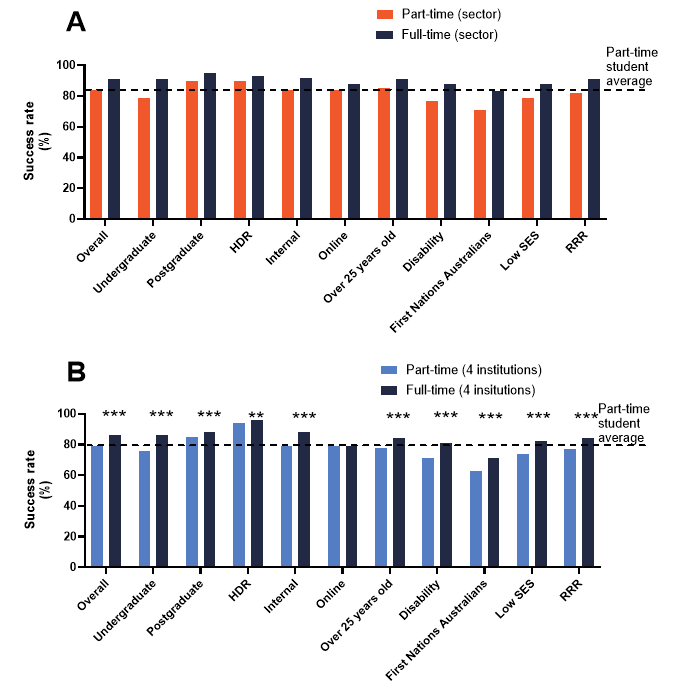 A
Part-time (sector)
Full-time (sector)
Part-time
student
average
Success rate
(%)
100
80
60
40
20
0
Overall
Undergraduate
Postgraduate
HDR
Internal
Online
Over 25 years old
Disability
First Nations Australians
Low SES
RRR
B
Part-time (4 institutions)
Full-time (4 insitutions)
Part-time
student
average
*** *** *** ** *** *** *** *** *** ***
Success rate
(%)
100
80
60
40
20
0
Overall
Undergraduate
Postgraduate
HDR
Internal
Online
Over 25 years old
Disability
First Nations Australians
Low SES
RRR